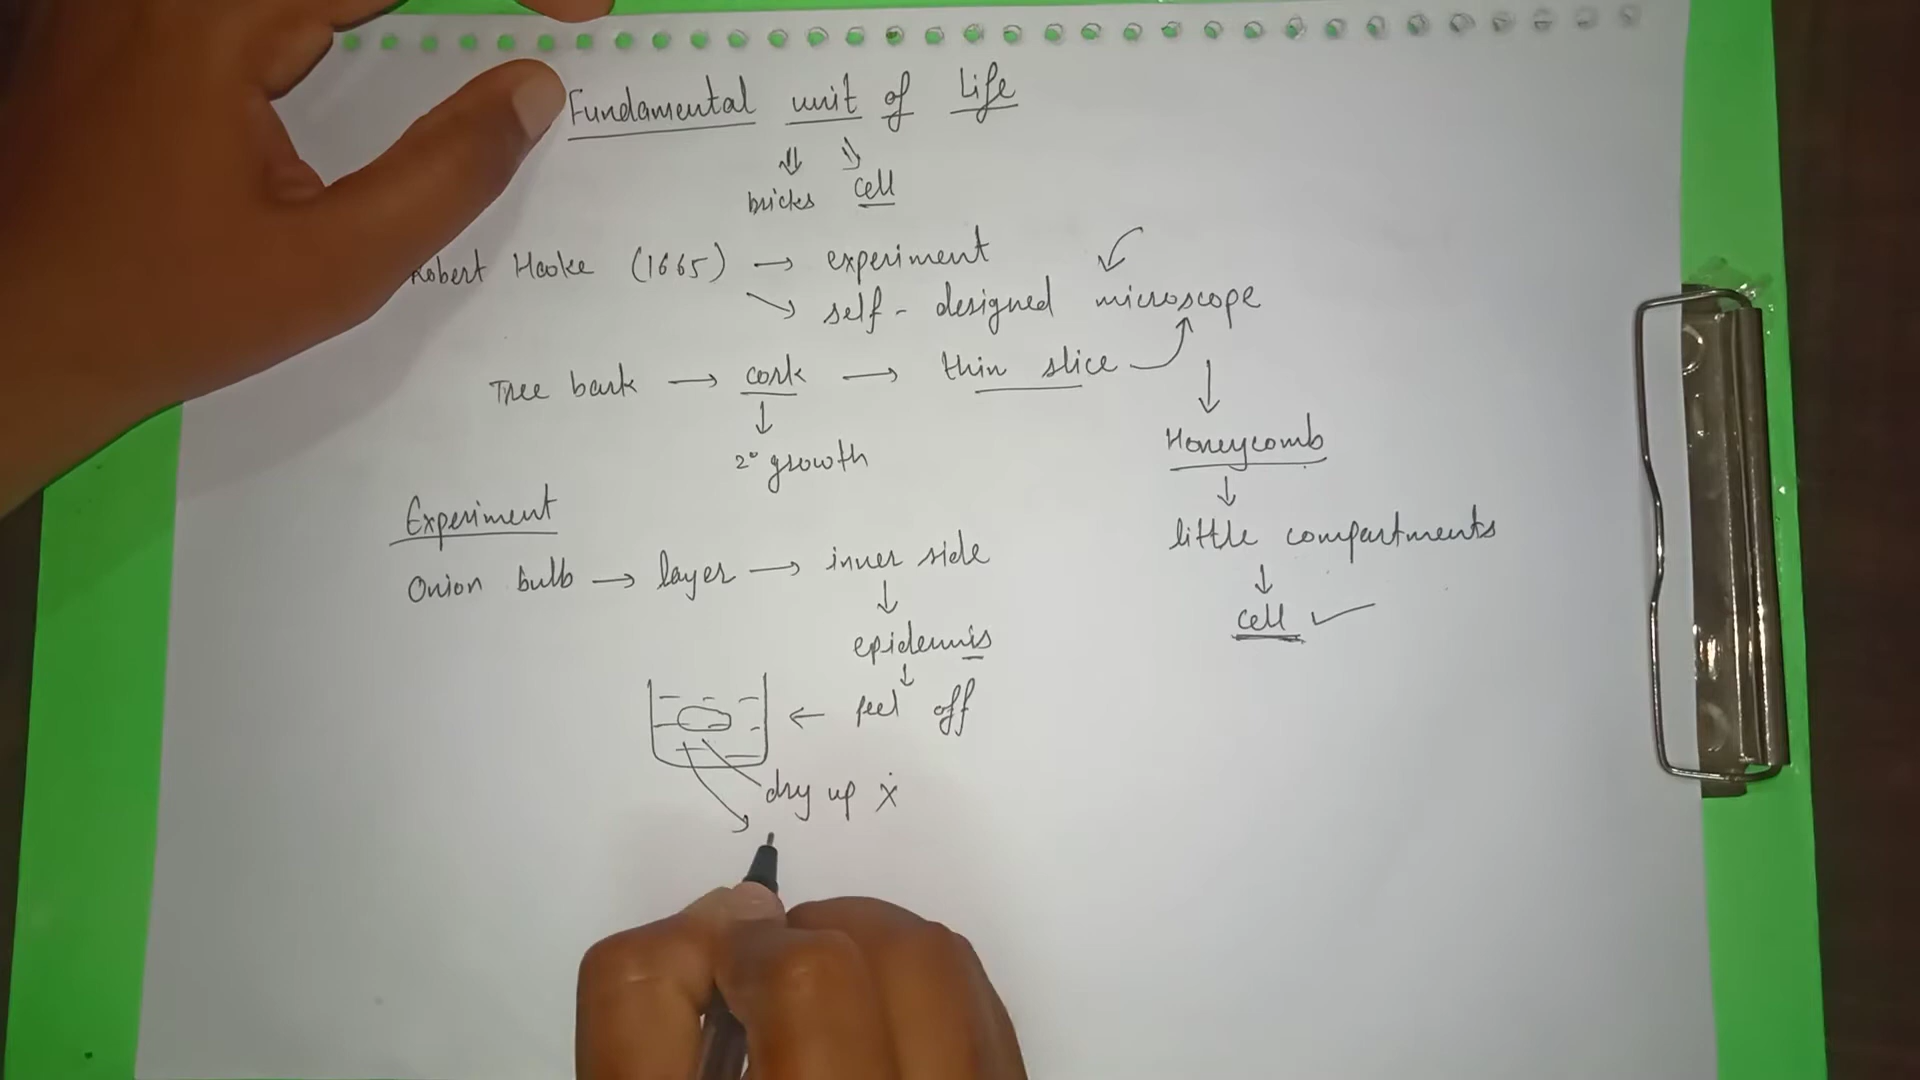 Fundamental unit of Life
⇓ ⇘
bricks cell
Robert Hooke (1665) → experiment
↘ self - designed microscope
Tree bark → cork → thin slice
↓
2° growth
Honeycomb
↓
little compartments
↓
cell ✓
Experiment
Onion bulb → layer → inner side
↓
epidermis
↓
← peel off
dry up x